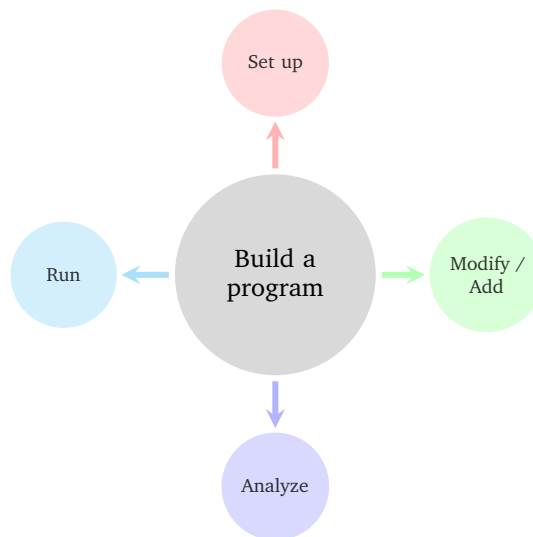 Set up
Build a
program
Run
Modify /
Add
Analyze